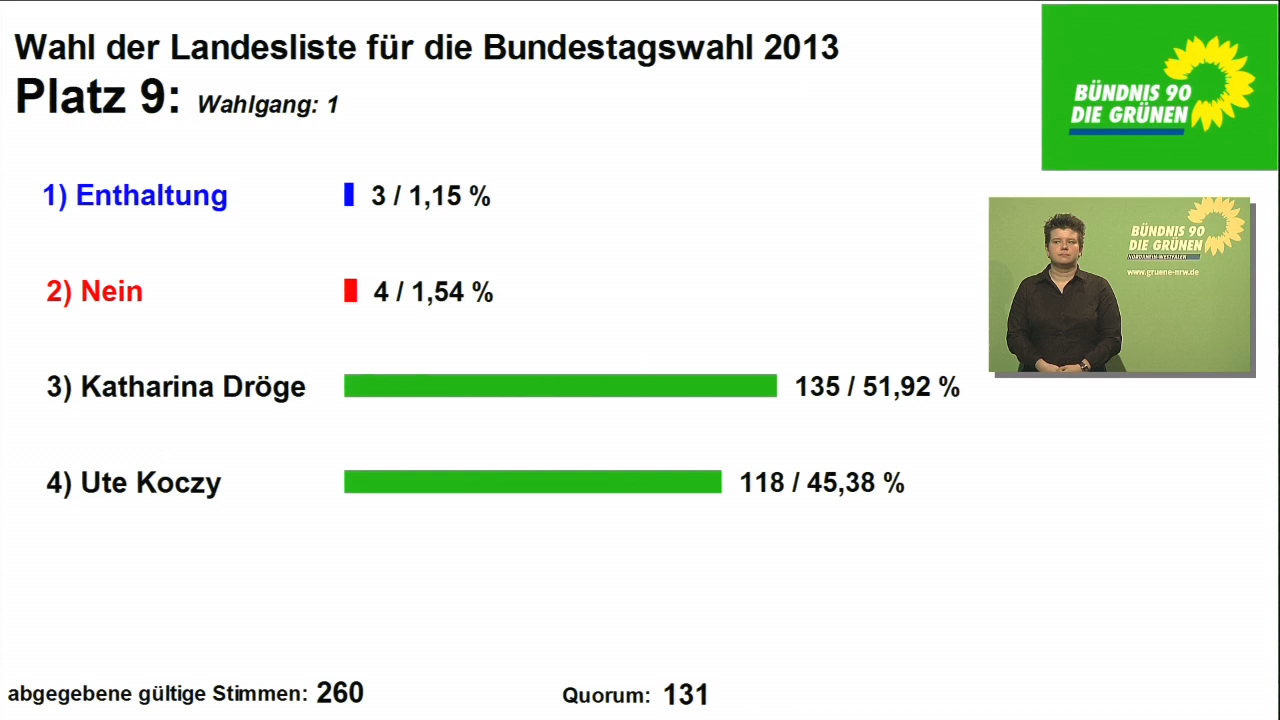 Wahl der Landesliste für die Bundestagswahl 2013
Platz 9: Wahlgang: 1
BÜNDNIS 90
DIE GRÜNEN
1) Enthaltung 3 / 1,15 %
BÜNDNIS 90
DIE GRÜNEN
NORDRHEIN-WESTFALEN
www.gruene-nrw.de
2) Nein 4 / 1,54 %
3) Katharina Dröge 135 / 51,92 %
4) Ute Koczy 118 / 45,38 %
abgegebene gültige Stimmen: 260 Quorum: 131